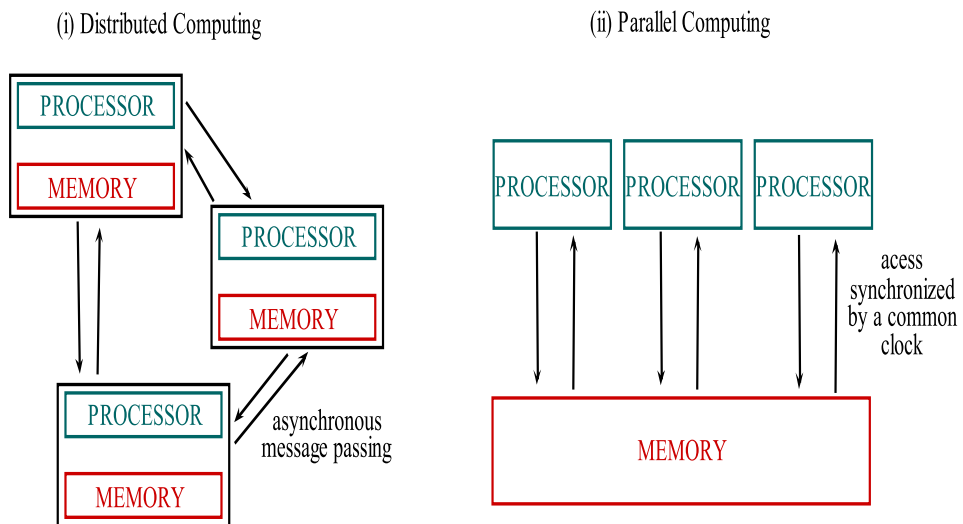 (i) Distributed Computing
PROCESSOR
MEMORY
PROCESSOR
MEMORY
PROCESSOR
MEMORY
asynchronous
message passing
(ii) Parallel Computing
PROCESSOR
PROCESSOR
PROCESSOR
acess
synchronized
by a common
clock
MEMORY